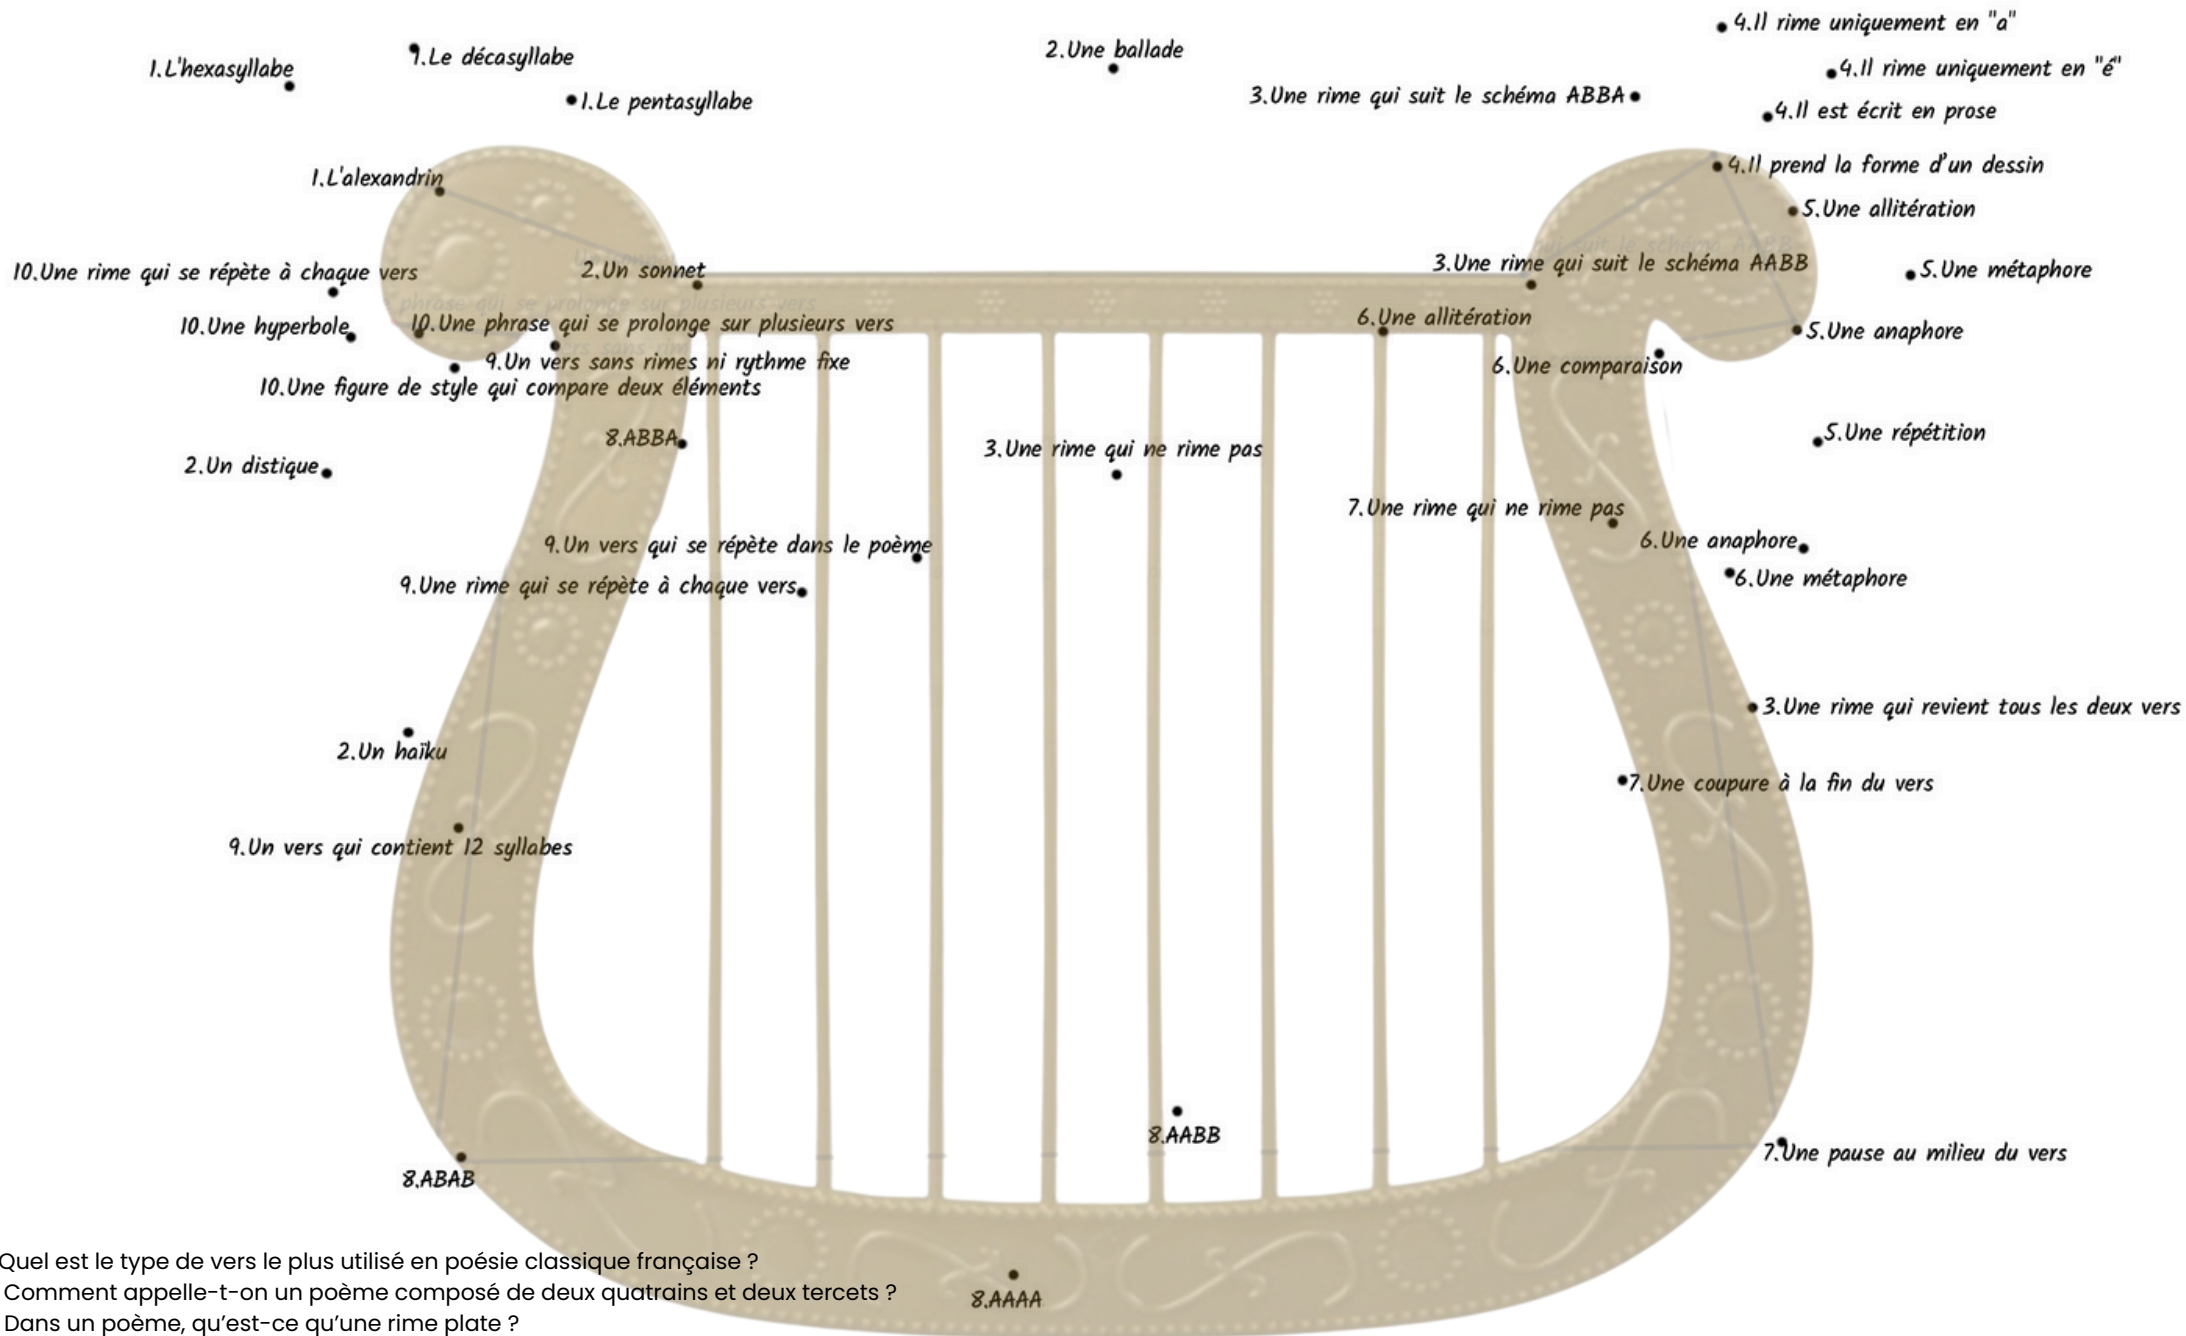 4.Il rime uniquement en "a"
1.L'hexasyllabe
1.Le décasyllabe
2.Une ballade
4.Il rime uniquement en "é"
1.Le pentasyllabe
3.Une rime qui suit le schéma ABBA
4.Il est écrit en prose
1.L'alexandrin
4.Il prend la forme d'un dessin
5.Une allitération
10.Une rime qui se répète à chaque vers
2.Un sonnet
3.Une rime qui suit le schéma AABB
5.Une métaphore
10.Une hyperbole
10.Une phrase qui se prolonge sur plusieurs vers
6.Une allitération
5.Une anaphore
9.Un vers sans rimes ni rythme fixe
6.Une comparaison
10.Une figure de style qui compare deux éléments
8.ABBA
3.Une rime qui ne rime pas
5.Une répétition
2.Un distique
7.Une rime qui ne rime pas
9.Un vers qui se répète dans le poème
6.Une anaphore
9.Une rime qui se répète à chaque vers
6.Une métaphore
3.Une rime qui revient tous les deux vers
2.Un haïku
7.Une coupure à la fin du vers
9.Un vers qui contient 12 syllabes
8.AABB
7.Une pause au milieu du vers
8.ABAB
Quel est le type de vers le plus utilisé en poésie classique française ?
Comment appelle-t-on un poème composé de deux quatrains et deux tercets ?
8.AAAA
Dans un poème, qu'est-ce qu'une rime plate ?